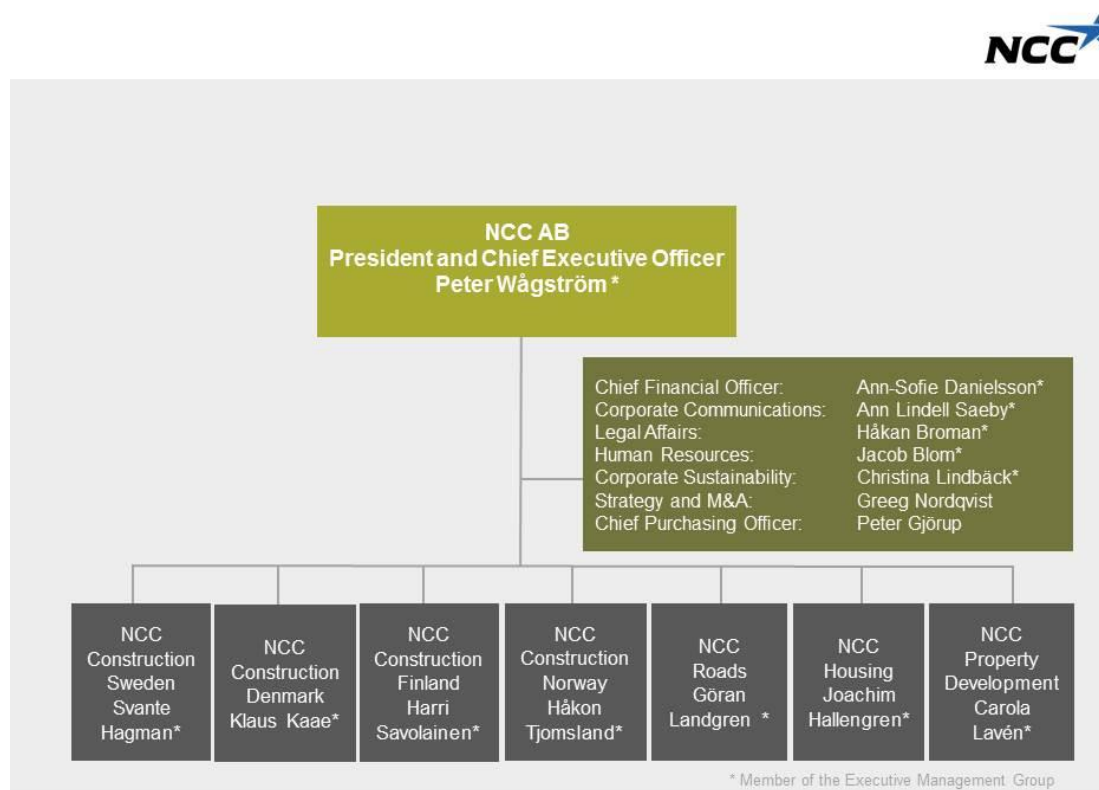 NCC
NCC AB
President and Chief Executive Officer
Peter Wågström *
Chief Financial Officer: Ann-Sofie Danielsson*
Corporate Communications: Ann Lindell Saeby*
Legal Affairs: Håkan Broman*
Human Resources: Jacob Blom*
Corporate Sustainability: Christina Lindbäck*
Strategy and M&A: Greeg Nordqvist
Chief Purchasing Officer: Peter Gjörup
NCC
Construction
Sweden
Svante
Hagman*
NCC
Construction
Denmark
Klaus Kaae*
NCC
Construction
Finland
Harri
Savolainen*
NCC
Construction
Norway
Håkon
Tjomsland*
NCC
Roads
Göran
Landgren *
NCC
Housing
Joachim
Hallengren*
NCC
Property
Development
Carola
Lavén*
* Member of the Executive Management Group